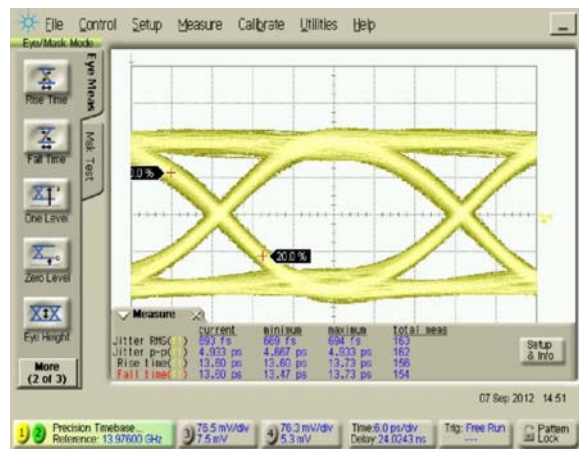 File Control Setup Measure Calibrate Utilities Help
Eye/Mask Mode
Eye Meas
Msk Test
Rise Time
Fall Time
One Level
Zero Level
Eye Height
More
(2 of 3)
0.0 %
20.0 %
Measure
current minimum maximum total meas
Jitter RMS( ) 693 fs 669 fs 694 fs 163
Jitter p-p( ) 4.933 ps 4.667 ps 4.933 ps 162
Rise time( ) 13.60 ps 13.60 ps 13.73 ps 156
Fall time( ) 13.60 ps 13.47 ps 13.73 ps 154
Setup
& Info
07 Sep 2012 14:51
1 2 Precision Timebase...
Reference: 13.97600 GHz
3 76.5 mV/div
7.5 mV
4 76.3 mV/div
5.3 mV
Time:6.0 ps/div
Delay:24.0243 ns
Trig: Free Run
---
Pattern
Lock